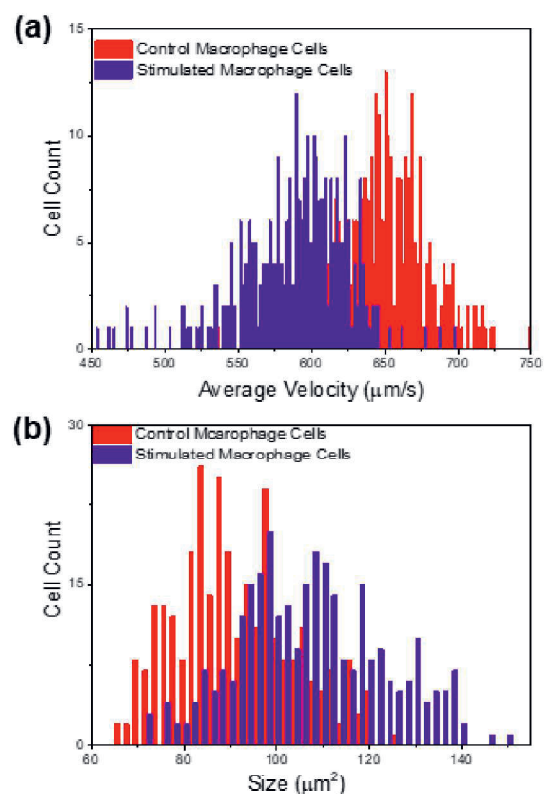 (a)
Control Macrophage Cells
Stimulated Macrophage Cells
15
10
5
0
Cell Count
450 500 550 600 650 700 750
Average Velocity (μm/s)
(b)
Control Mcarophage Cells
Stimulated Macrophage Cells
30
15
0
Cell Count
60 80 100 120 140
Size (μm²)